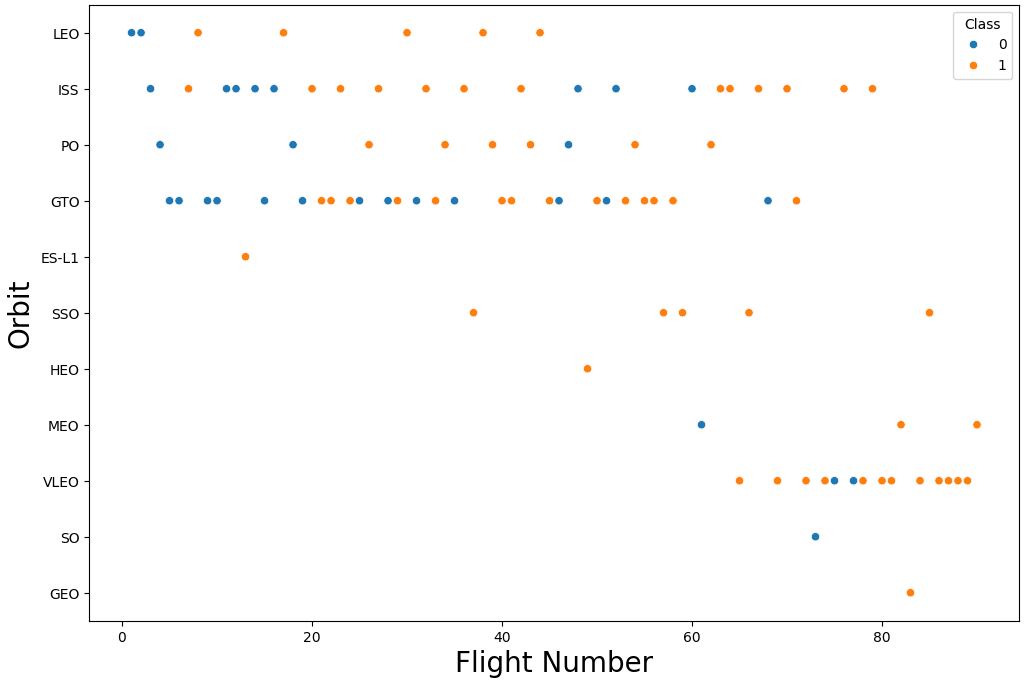 Class
0
1
LEO
ISS
PO
GTO
ES-L1
SSO
HEO
MEO
VLEO
SO
GEO
Orbit
0 20 40 60 80
Flight Number